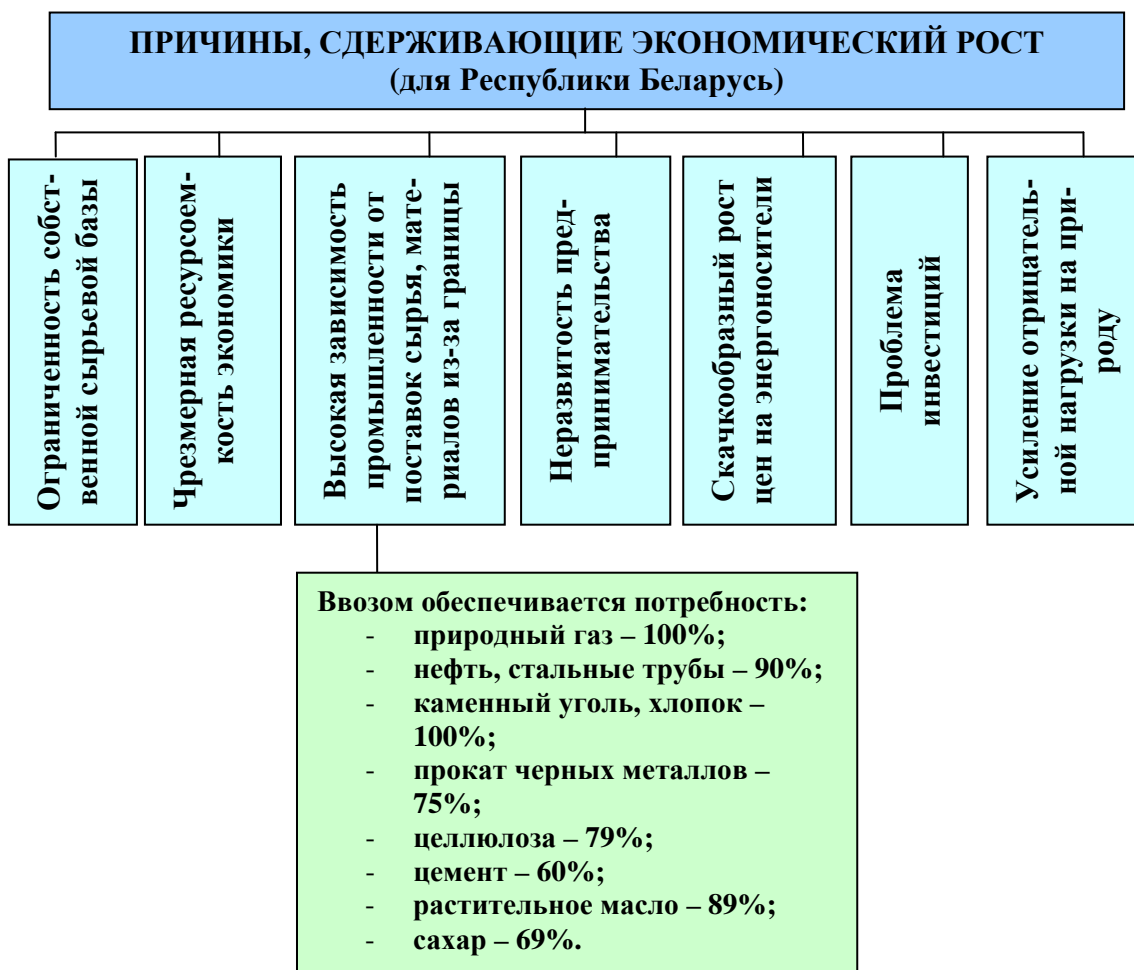 ПРИЧИНЫ, СДЕРЖИВАЮЩИЕ ЭКОНОМИЧЕСКИЙ РОСТ
(для Республики Беларусь)
Ограниченность собст-
венной сырьевой базы
Чрезмерная ресурсоем-
кость экономики
Высокая зависимость
промышленности от
поставок сырья, мате-
риалов из-за границы
Неразвитость пред-
принимательства
Скачкообразный рост
цен на энергоносители
Проблема
инвестиций
Усиление отрицатель-
ной нагрузки на при-
роду
Ввозом обеспечивается потребность:
- природный газ – 100%;
- нефть, стальные трубы – 90%;
- каменный уголь, хлопок –
100%;
- прокат черных металлов –
75%;
- целлюлоза – 79%;
- цемент – 60%;
- растительное масло – 89%;
- сахар – 69%.